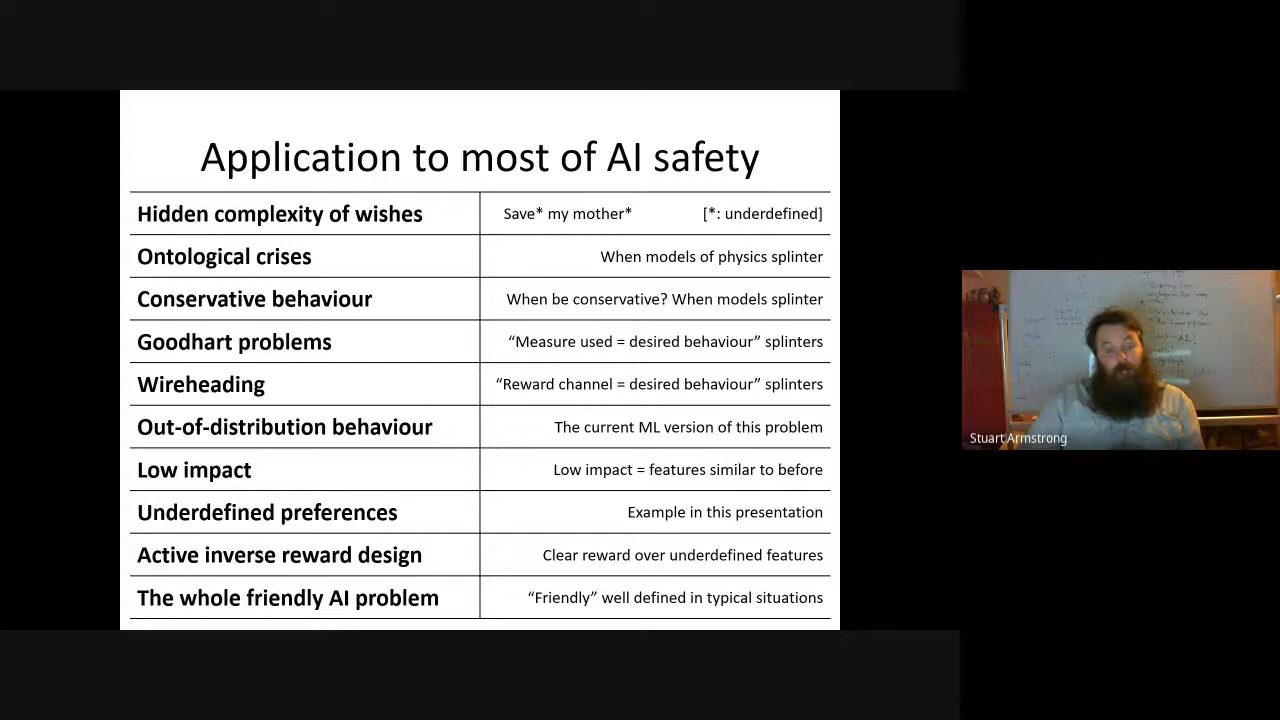 Application to most of AI safety
Hidden complexity of wishes Save* my mother* [*: underdefined]
Ontological crises When models of physics splinter
Conservative behaviour When be conservative? When models splinter
Goodhart problems “Measure used = desired behaviour” splinters
Wireheading “Reward channel = desired behaviour” splinters
Out-of-distribution behaviour The current ML version of this problem
Low impact Low impact = features similar to before
Underdefined preferences Example in this presentation
Active inverse reward design Clear reward over underdefined features
The whole friendly AI problem “Friendly” well defined in typical situations
Stuart Armstrong